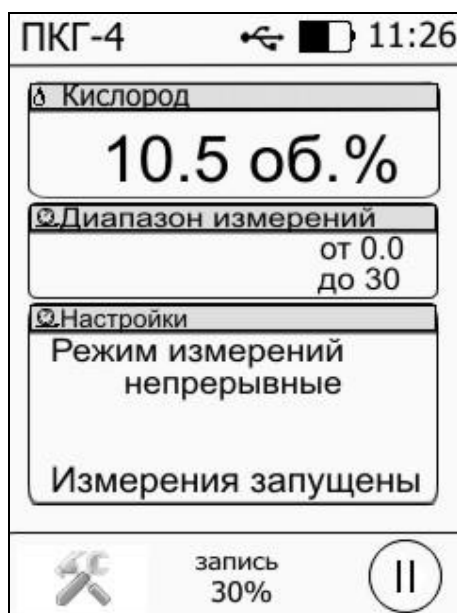 ПКГ-4 11:26
Кислород
10.5 об.%
Диапазон измерений
от 0.0
до 30
Настройки
Режим измерений
непрерывные
Измерения запущены
запись
30%